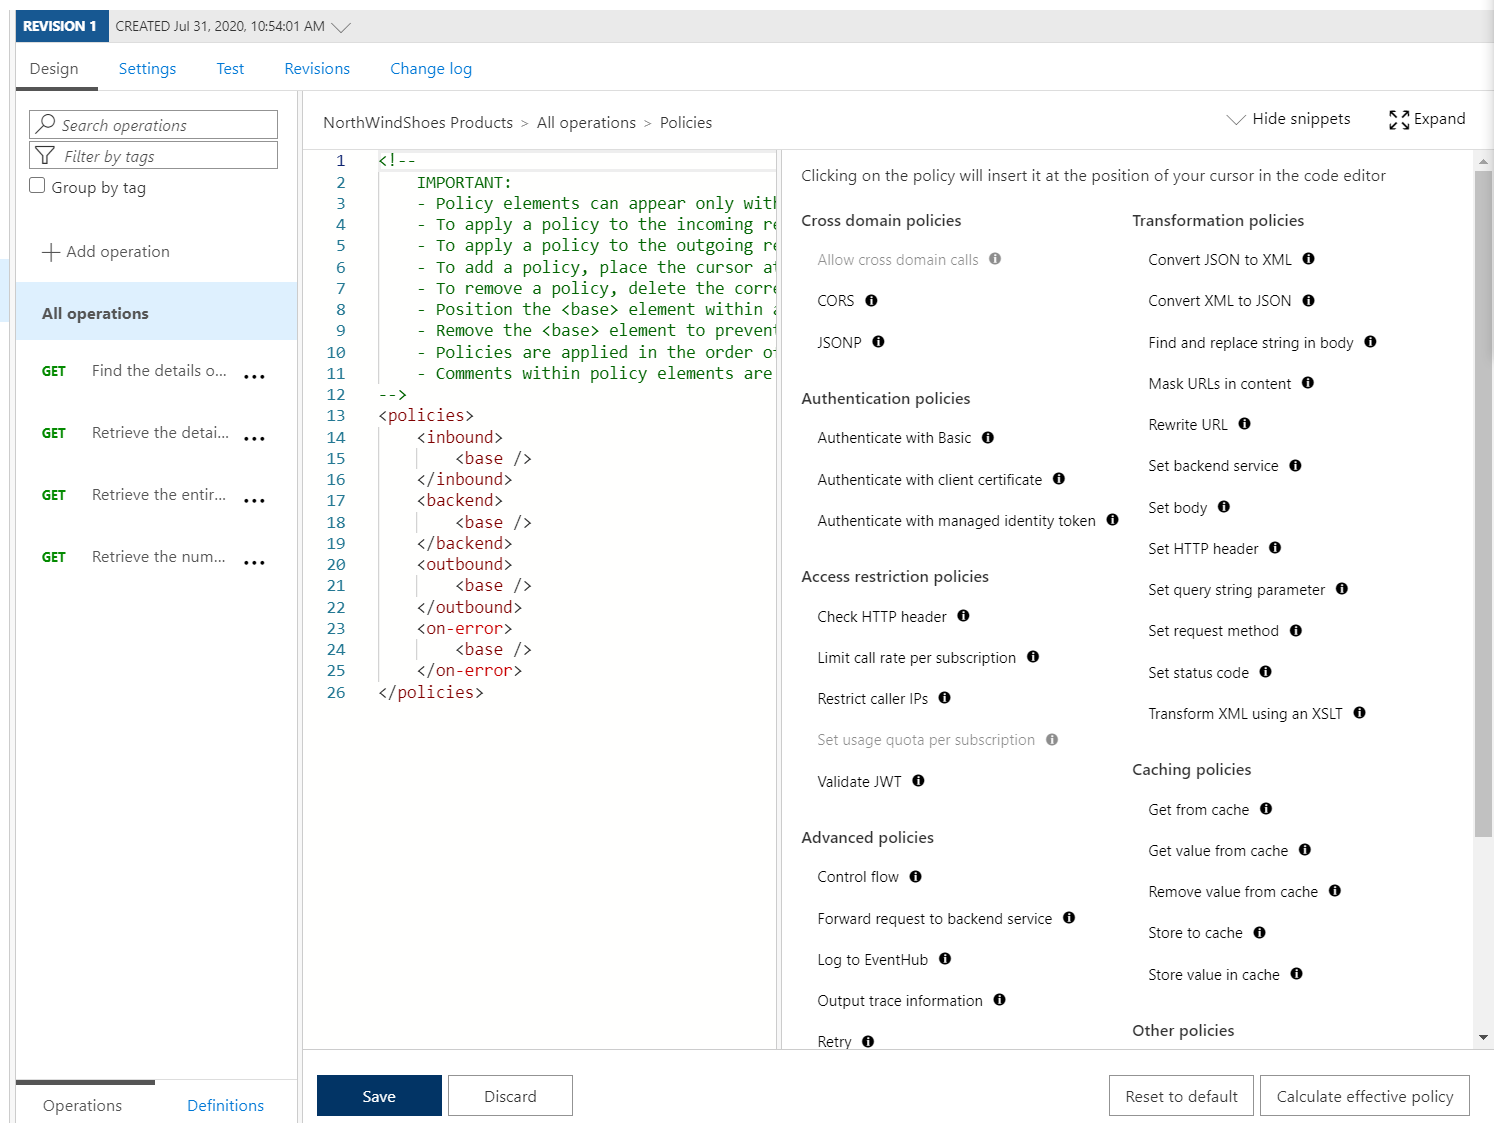 REVISION 1 CREATED Jul 31, 2020, 10:54:01 AM
Design Settings Test Revisions Change log
Search operations
Filter by tags
Group by tag
Add operation
All operations
GET Find the details o... ...
GET Retrieve the detai... ...
GET Retrieve the entir... ...
GET Retrieve the num... ...
Operations Definitions
NorthWindShoes Products > All operations > Policies
Hide snippets Expand
1 <!--
2 IMPORTANT:
3 - Policy elements can appear only with
4 - To apply a policy to the incoming re
5 - To apply a policy to the outgoing re
6 - To add a policy, place the cursor at
7 - To remove a policy, delete the corre
8 - Position the <base> element within a
9 - Remove the <base> element to prevent
10 - Policies are applied in the order of
11 - Comments within policy elements are
12 -->
13 <policies>
14 <inbound>
15 <base />
16 </inbound>
17 <backend>
18 <base />
19 </backend>
20 <outbound>
21 <base />
22 </outbound>
23 <on-error>
24 <base />
25 </on-error>
26 </policies>
Clicking on the policy will insert it at the position of your cursor in the code editor
Cross domain policies
Allow cross domain calls
CORS
JSONP
Authentication policies
Authenticate with Basic
Authenticate with client certificate
Authenticate with managed identity token
Access restriction policies
Check HTTP header
Limit call rate per subscription
Restrict caller IPs
Set usage quota per subscription
Validate JWT
Advanced policies
Control flow
Forward request to backend service
Log to EventHub
Output trace information
Retry
Transformation policies
Convert JSON to XML
Convert XML to JSON
Find and replace string in body
Mask URLs in content
Rewrite URL
Set backend service
Set body
Set HTTP header
Set query string parameter
Set request method
Set status code
Transform XML using an XSLT
Caching policies
Get from cache
Get value from cache
Remove value from cache
Store to cache
Store value in cache
Other policies
Save Discard Reset to default Calculate effective policy